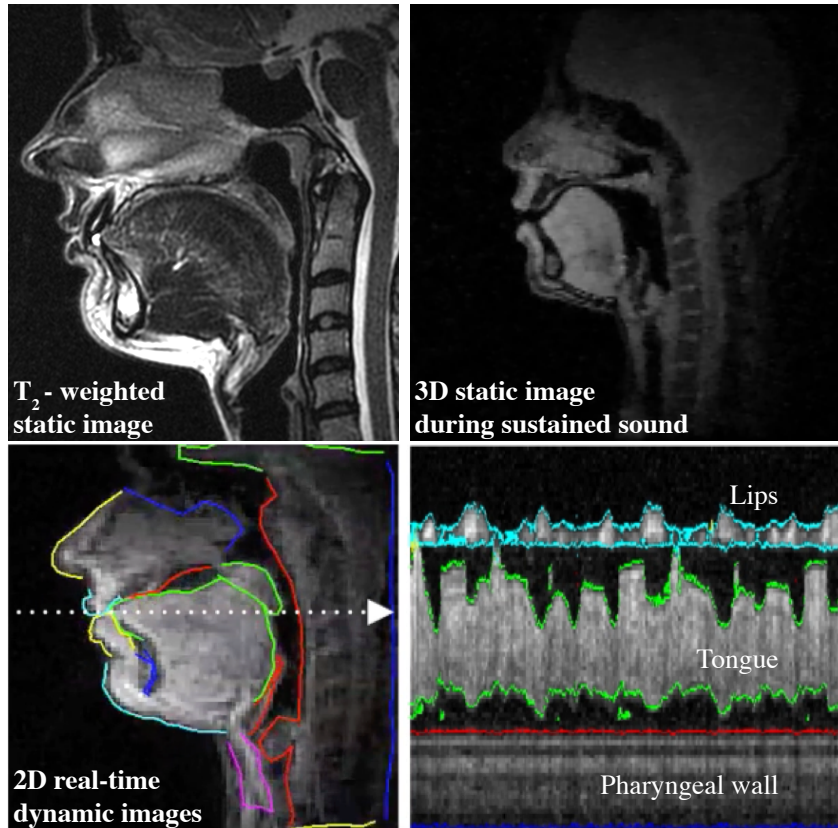 T2 - weighted
static image
3D static image
during sustained sound
Lips
Tongue
2D real-time
dynamic images
Pharyngeal wall